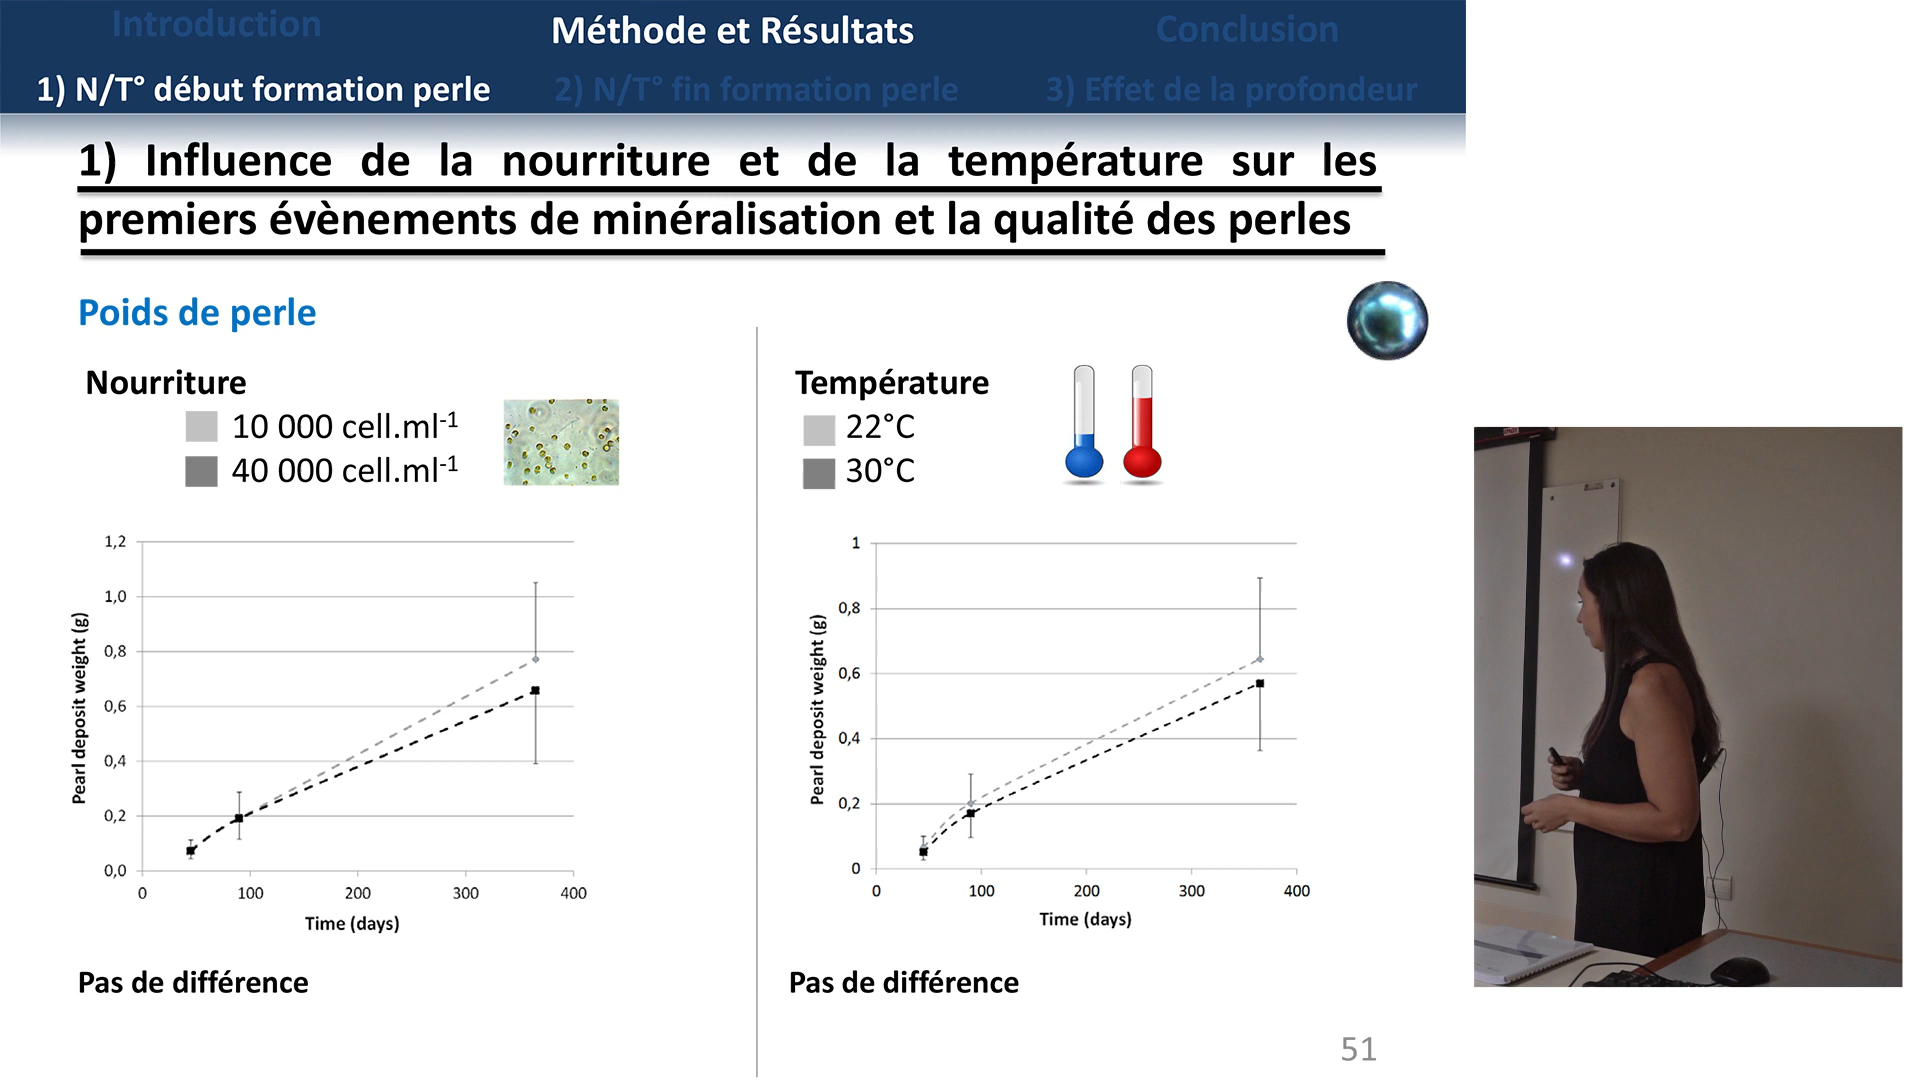 Introduction
Méthode et Résultats
Conclusion
1) N/T° début formation perle
2) N/T° fin formation perle
3) Effet de la profondeur
1) Influence de la nourriture et de la température sur les
premiers évènements de minéralisation et la qualité des perles
Poids de perle
Nourriture
10 000 cell.ml-1
40 000 cell.ml-1
1,2
1,0
0,8
0,6
0,4
0,2
0,0
Pearl deposit weight (g)
0 100 200 300 400
Time (days)
Pas de différence
Température
22°C
30°C
1
0,8
0,6
0,4
0,2
0
Pearl deposit weight (g)
0 100 200 300 400
Time (days)
Pas de différence
51